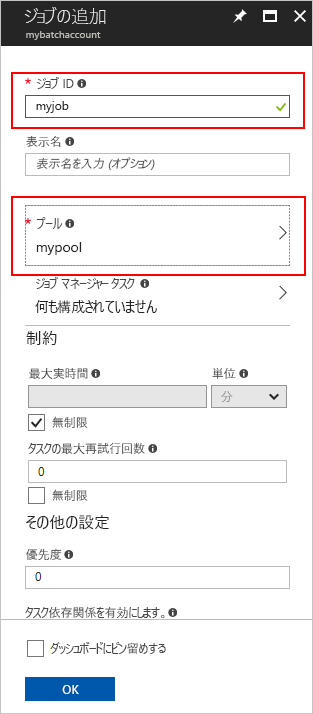 ジョブの追加
mybatchaccount
* ジョブ ID
myjob
表示名
表示名を入力 (オプション)
* プール
mypool
ジョブ マネージャー タスク
何も構成されていません
制約
最大実時間 単位
分
無制限
タスクの最大再試行回数
0
無制限
その他の設定
優先度
0
タスク依存関係を有効にします。
ダッシュボードにピン留めする
OK